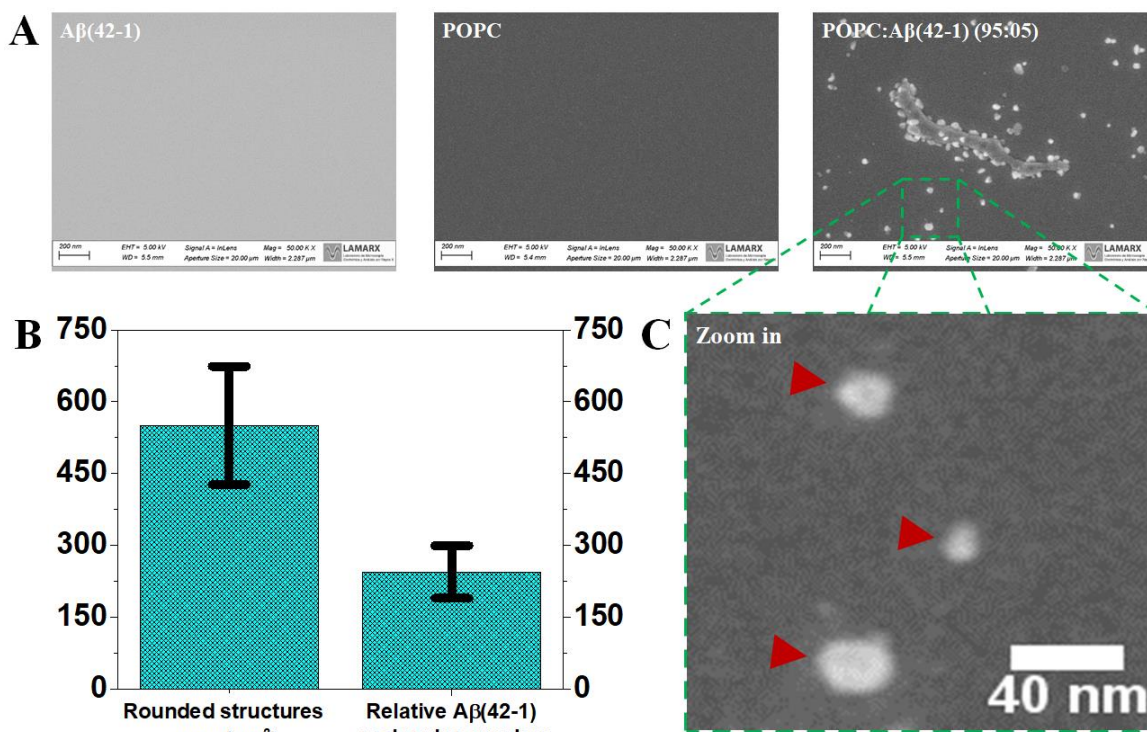 A
Aβ(42-1)
POPC
POPC:Aβ(42-1) (95:05)
200 nm
EHT = 5.00 kV
WD = 5.5 mm
Signal A = InLens
Aperture Size = 20.00 µm
Mag = 50.00 K X
Width = 2.287 µm
LAMARX
200 nm
EHT = 5.00 kV
WD = 5.4 mm
Signal A = InLens
Aperture Size = 20.00 µm
Mag = 50.00 K X
Width = 2.287 µm
LAMARX
200 nm
EHT = 5.00 kV
WD = 5.5 mm
Signal A = InLens
Aperture Size = 20.00 µm
Mag = 50.00 K X
Width = 2.287 µm
LAMARX
B
750
600
450
300
150
0
750
600
450
300
150
0
Rounded structures
Relative Aβ(42-1)
C
Zoom in
40 nm